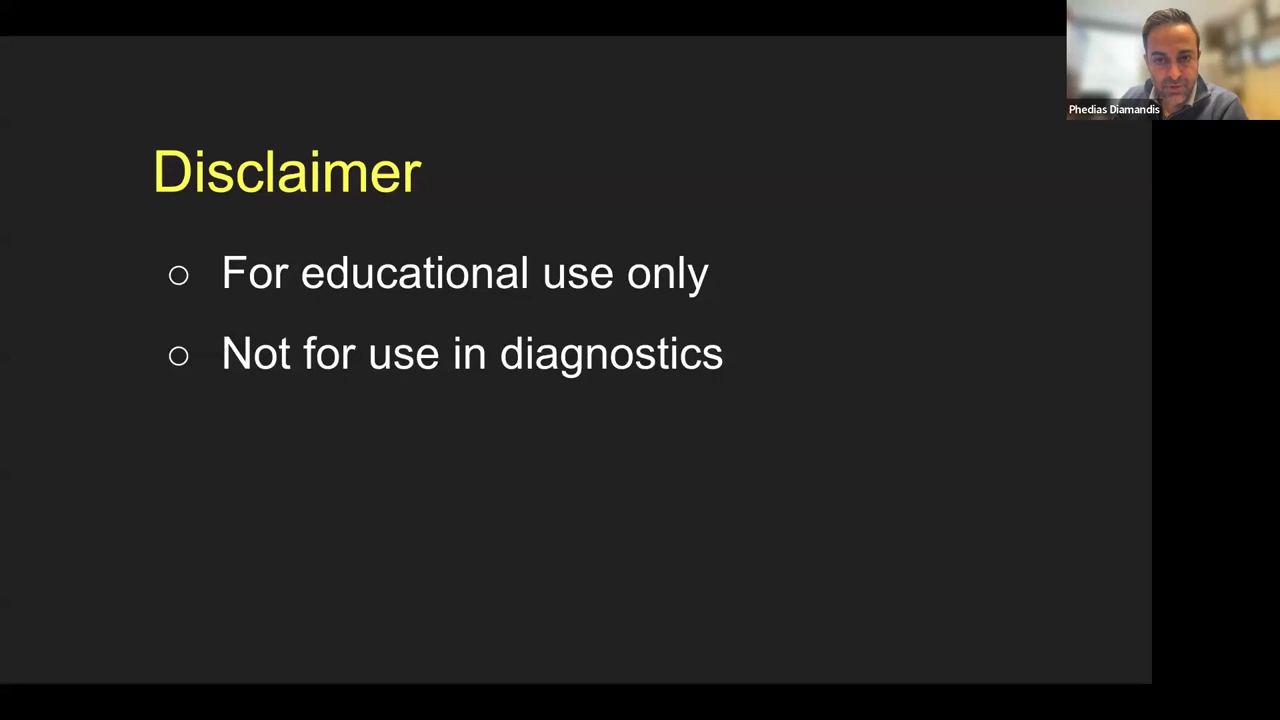 Phedias Diamandis
Disclaimer
○ For educational use only
○ Not for use in diagnostics